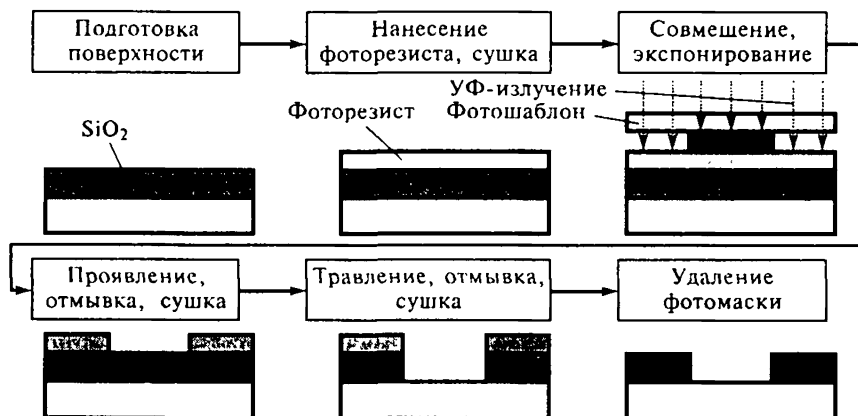 Подготовка
поверхности
Нанесение
фоторезиста, сушка
Совмещение,
экспонирование
УФ-излучение
Фоторезист
Фотошаблон
SiO₂
Проявление,
отмывка, сушка
Травление, отмывка,
сушка
Удаление
фотомаски